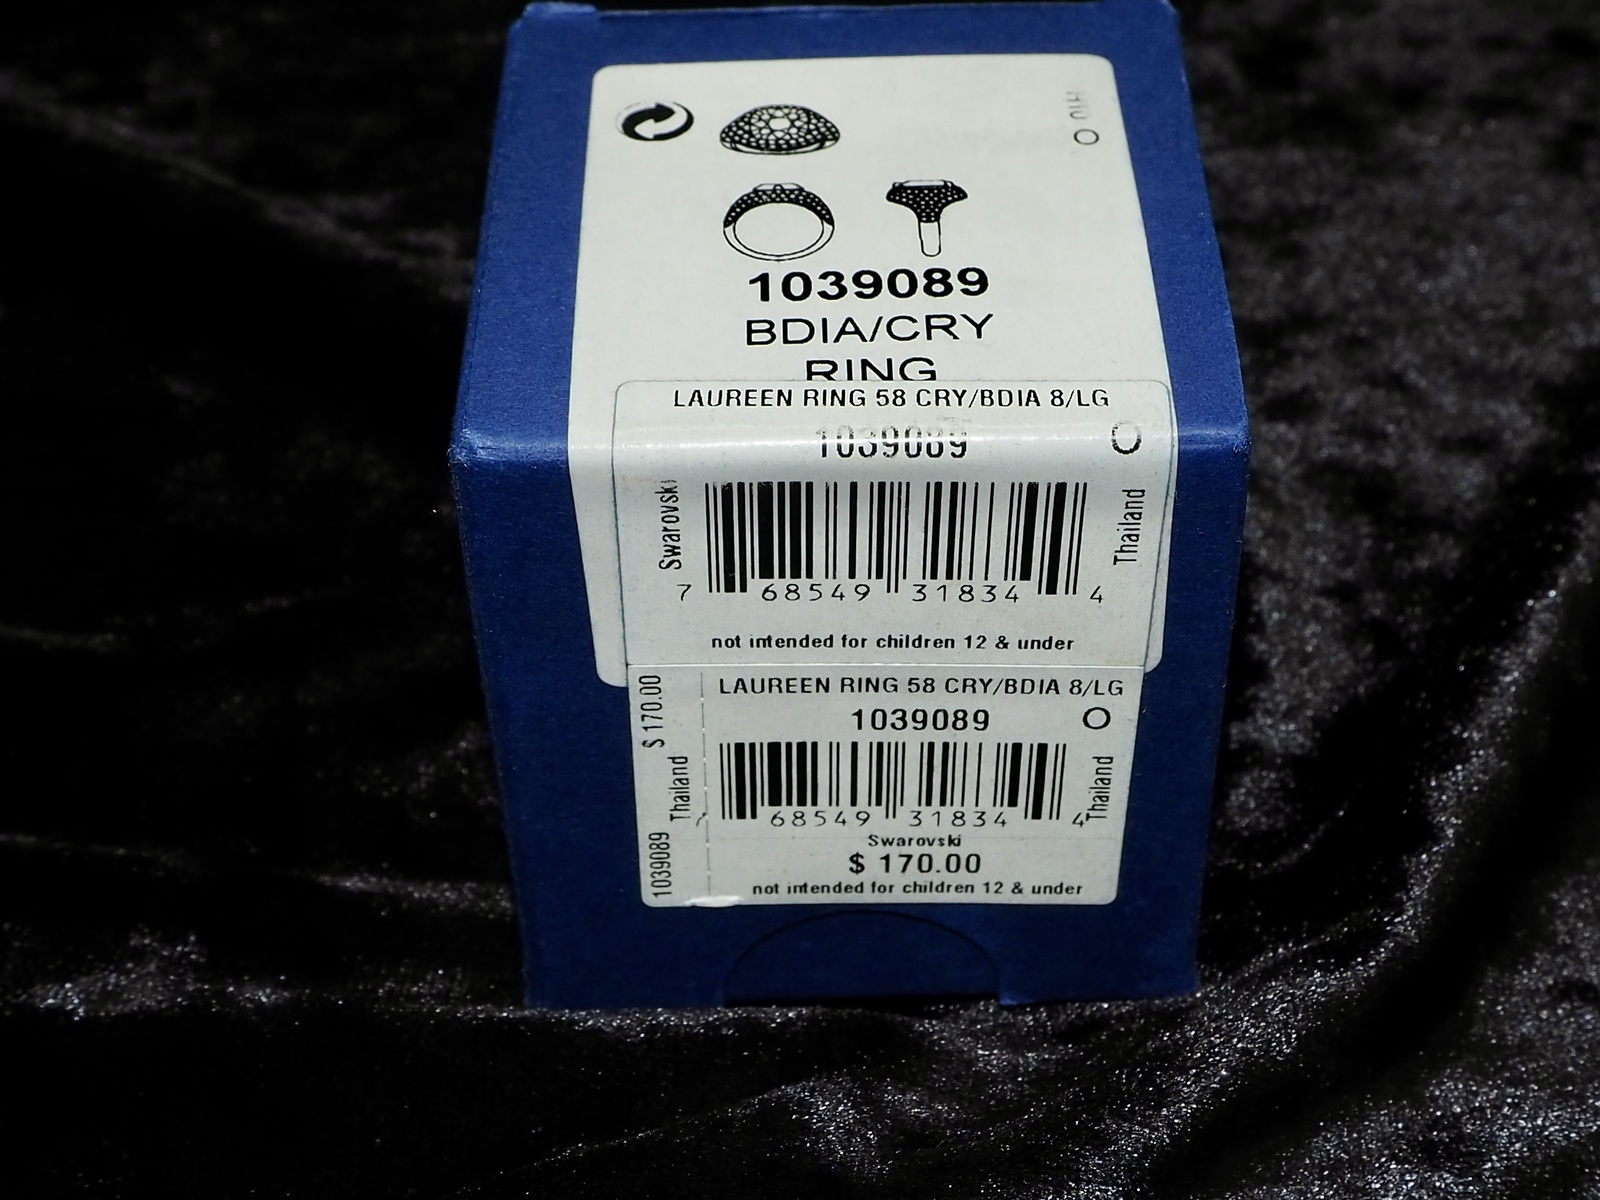 1039089
BDIA/CRY
RING
LAUREEN RING 58 CRY/BDIA 8/LG
1039089
Swarovski
Thailand
7 68549 31834 4
not intended for children 12 & under
$ 170.00
Thailand
1039089
LAUREEN RING 58 CRY/BDIA 8/LG
1039089
7 68549 31834 4
Thailand
Swarovski
$ 170.00
not intended for children 12 & under